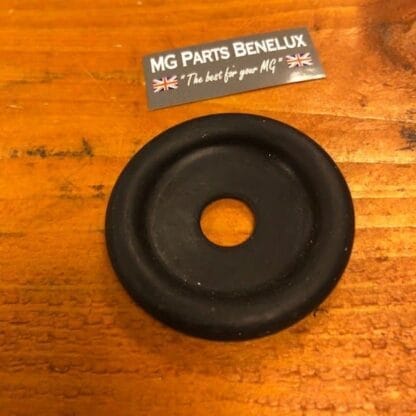 MG Parts Benelux
"The best for your MG"